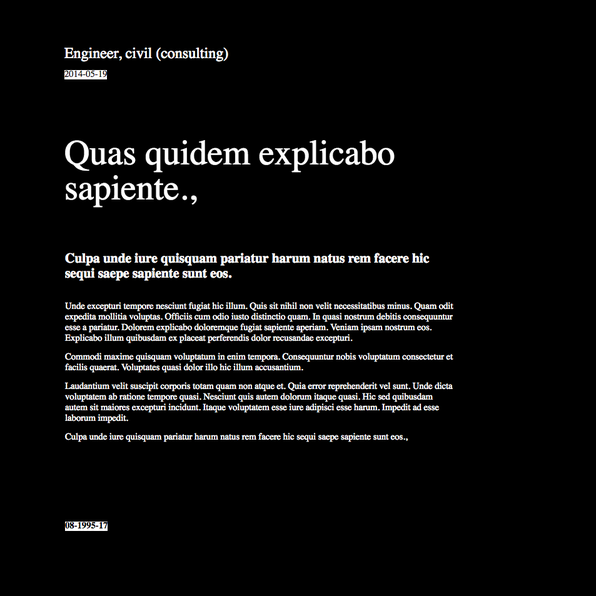 Engineer, civil (consulting)
2014-05-19
Quas quidem explicabo
sapiente.,
Culpa unde iure quisquam pariatur harum natus rem facere hic
sequi saepe sapiente sunt eos.
Unde excepturi tempore nesciunt fugiat hic illum. Quis sit nihil non velit necessitatibus minus. Quam odit
expedita mollitia voluptas. Officiis cum odio iusto distinctio quam. In quasi nostrum debitis consequuntur
esse a pariatur. Dolorem explicabo doloremque fugiat sapiente aperiam. Veniam ipsam nostrum eos.
Explicabo illum quibusdam ex placeat perferendis dolor recusandae excepturi.
Commodi maxime quisquam voluptatum in enim tempora. Consequuntur nobis voluptatum consectetur et
facilis quaerat. Voluptates quasi dolor illo hic illum accusantium.
Laudantium velit suscipit corporis totam quam non atque et. Quia error reprehenderit vel sunt. Unde dicta
voluptatem ab ratione tempore quasi. Nesciunt quis autem dolorum itaque quasi. Hic sed quibusdam
autem sit maiores excepturi incidunt. Itaque voluptatem esse iure adipisci esse harum. Impedit ad esse
laborum impedit.
Culpa unde iure quisquam pariatur harum natus rem facere hic sequi saepe sapiente sunt eos.,
08-1995-17